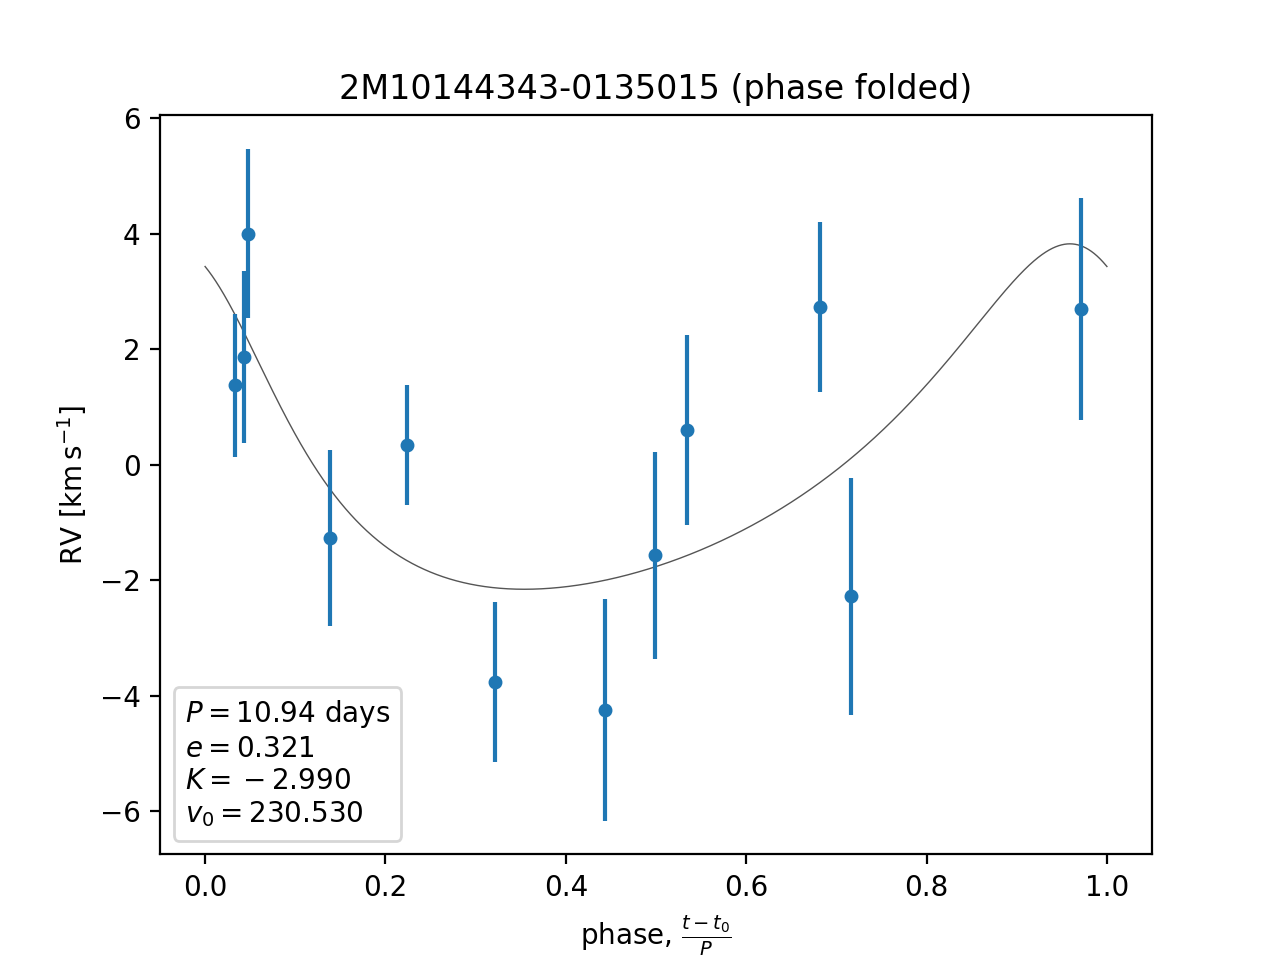 2M10144343-0135015 (phase folded)
6
4
2
0
−2
−4
−6
RV [km s⁻¹]
P = 10.94 days
e = 0.321
K = −2.990
v₀ = 230.530
0.0 0.2 0.4 0.6 0.8 1.0
phase, (t − t₀)/P